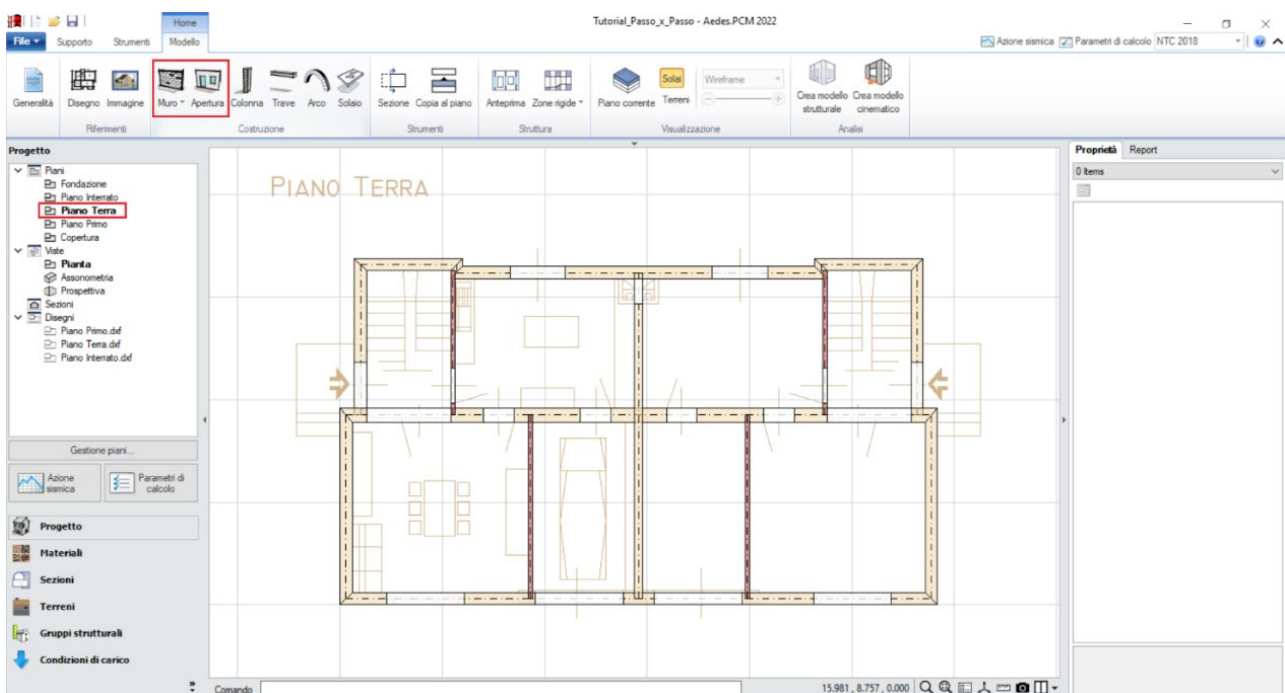 Home
Tutorial_Passo_x_Passo - Aedes.PCM 2022
File Supporto Strumenti Modello
Azione sismica Parametri di calcolo NTC 2018
Generalità Disegno Immagine Muro Apertura Colonna Trave Arco Solaio Sezione Copia al piano Anteprima Zone rigide Piano corrente Solai Terreni Wireframe Crea modello strutturale Crea modello cinematico
Riferimenti Costruzione Strumenti Struttura Visualizzazione Analisi
Progetto
Piani
Fondazione
Piano Interrato
Piano Terra
Piano Primo
Copertura
Viste
Pianta
Assonometria
Prospettiva
Sezioni
Disegni
Piano Primo.dxf
Piano Terra.dxf
Piano Interrato.dxf
Gestione piani...
Azione sismica
Parametri di calcolo
Progetto
Materiali
Sezioni
Terreni
Gruppi strutturali
Condizioni di carico
PIANO TERRA
Proprietà Report
0 Items
Comando
15.981 , 8.757 , 0.000